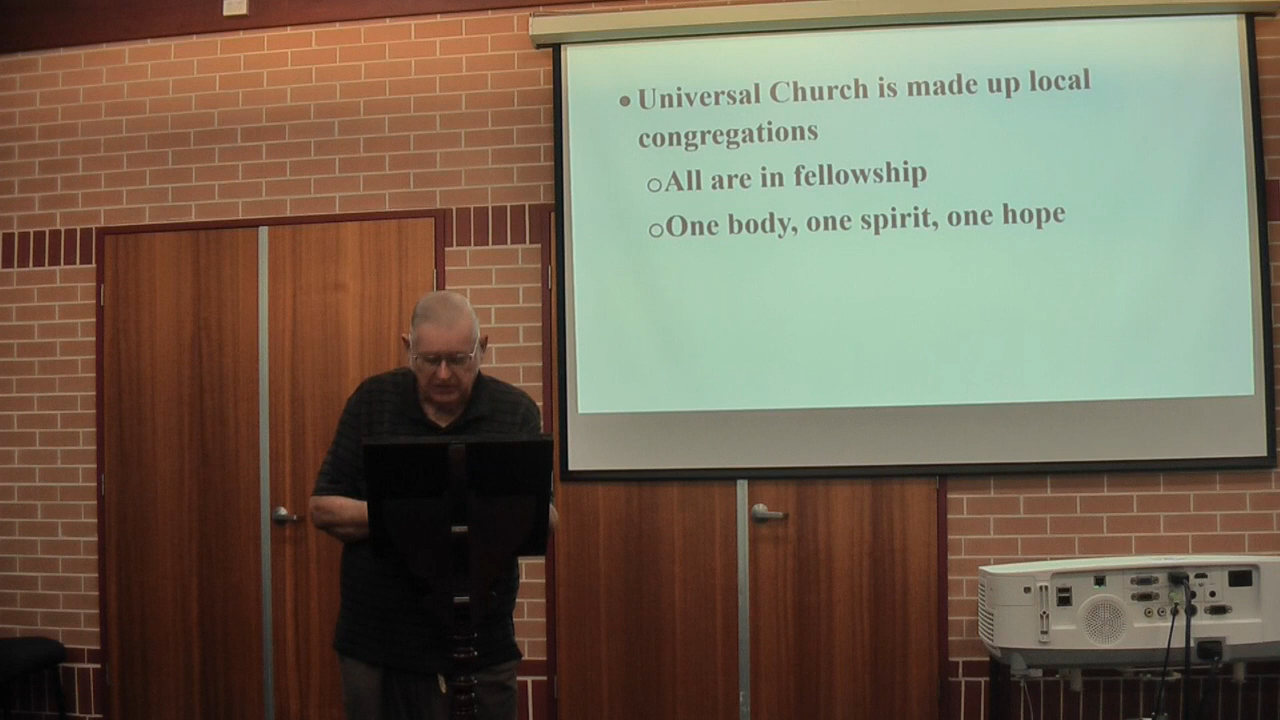 • Universal Church is made up local
congregations
○All are in fellowship
○One body, one spirit, one hope